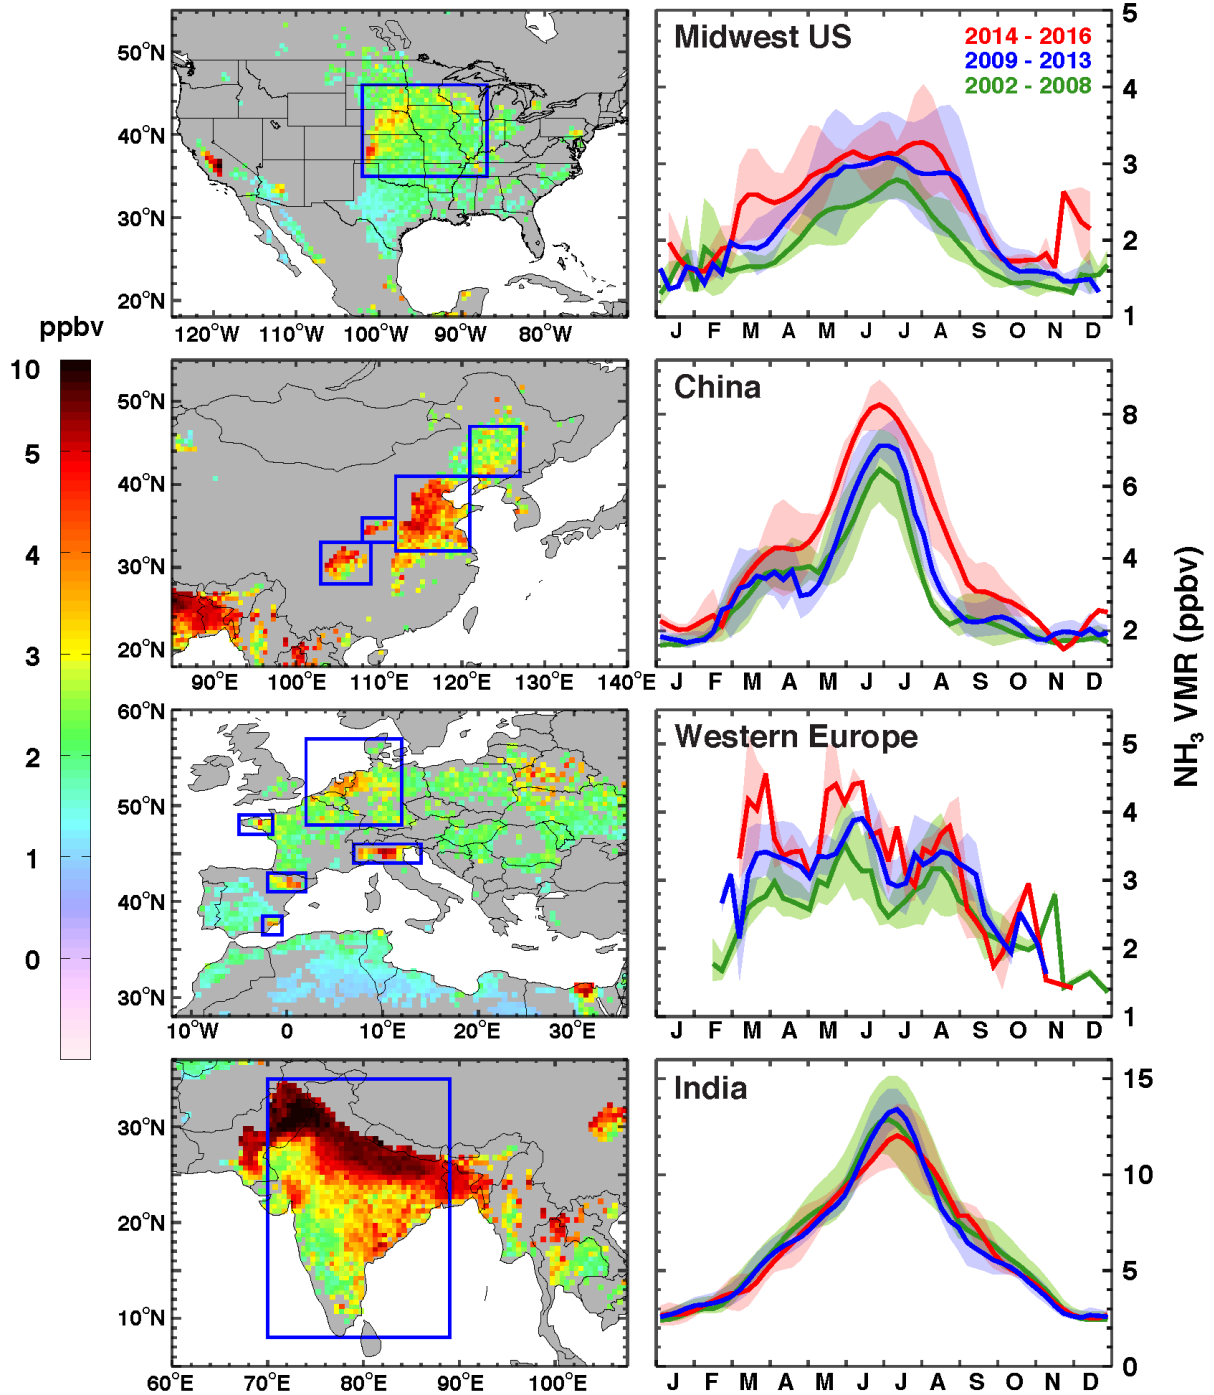 ppbv
10
5
4
3
2
1
0
50°N
40°N
30°N
20°N
120°W 110°W 100°W 90°W 80°W
Midwest US
2014 - 2016
2009 - 2013
2002 - 2008
5
4
3
2
1
J F M A M J J A S O N D
50°N
40°N
30°N
20°N
90°E 100°E 110°E 120°E 130°E 140°E
China
8
6
4
2
J F M A M J J A S O N D
60°N
50°N
40°N
30°N
10°W 0 10°E 20°E 30°E
Western Europe
5
4
3
2
1
J F M A M J J A S O N D
30°N
20°N
10°N
60°E 70°E 80°E 90°E 100°E
India
15
10
5
0
J F M A M J J A S O N D
NH₃ VMR (ppbv)